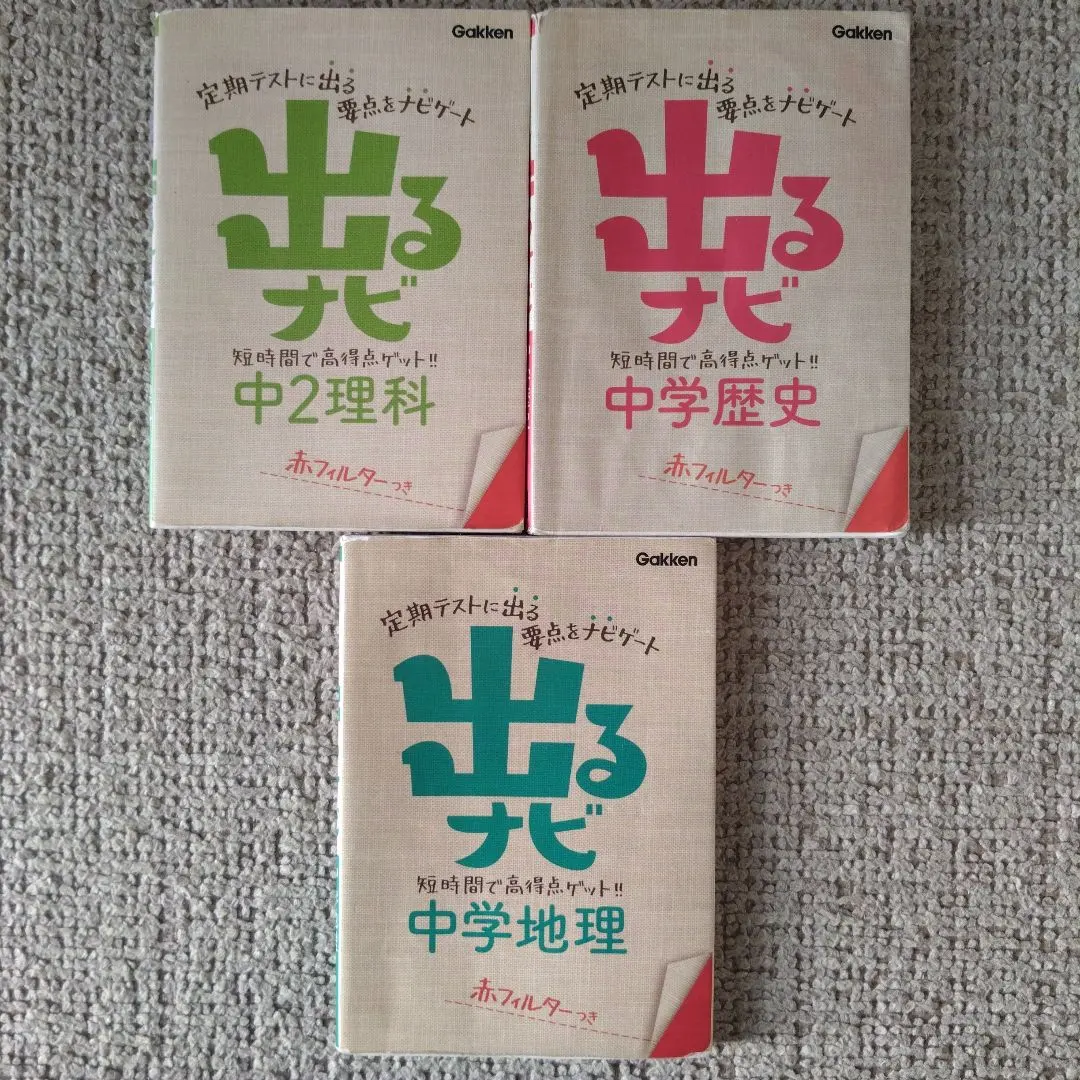 Gakken
定期テストに出る
要点をナビゲート
出る
ナビ
短時間で高得点ゲット!!
中2理科
赤フィルターつき
Gakken
定期テストに出る
要点をナビゲート
出る
ナビ
短時間で高得点ゲット!!
中学歴史
赤フィルターつき
Gakken
定期テストに出る
要点をナビゲート
出る
ナビ
短時間で高得点ゲット!!
中学地理
赤フィルターつき